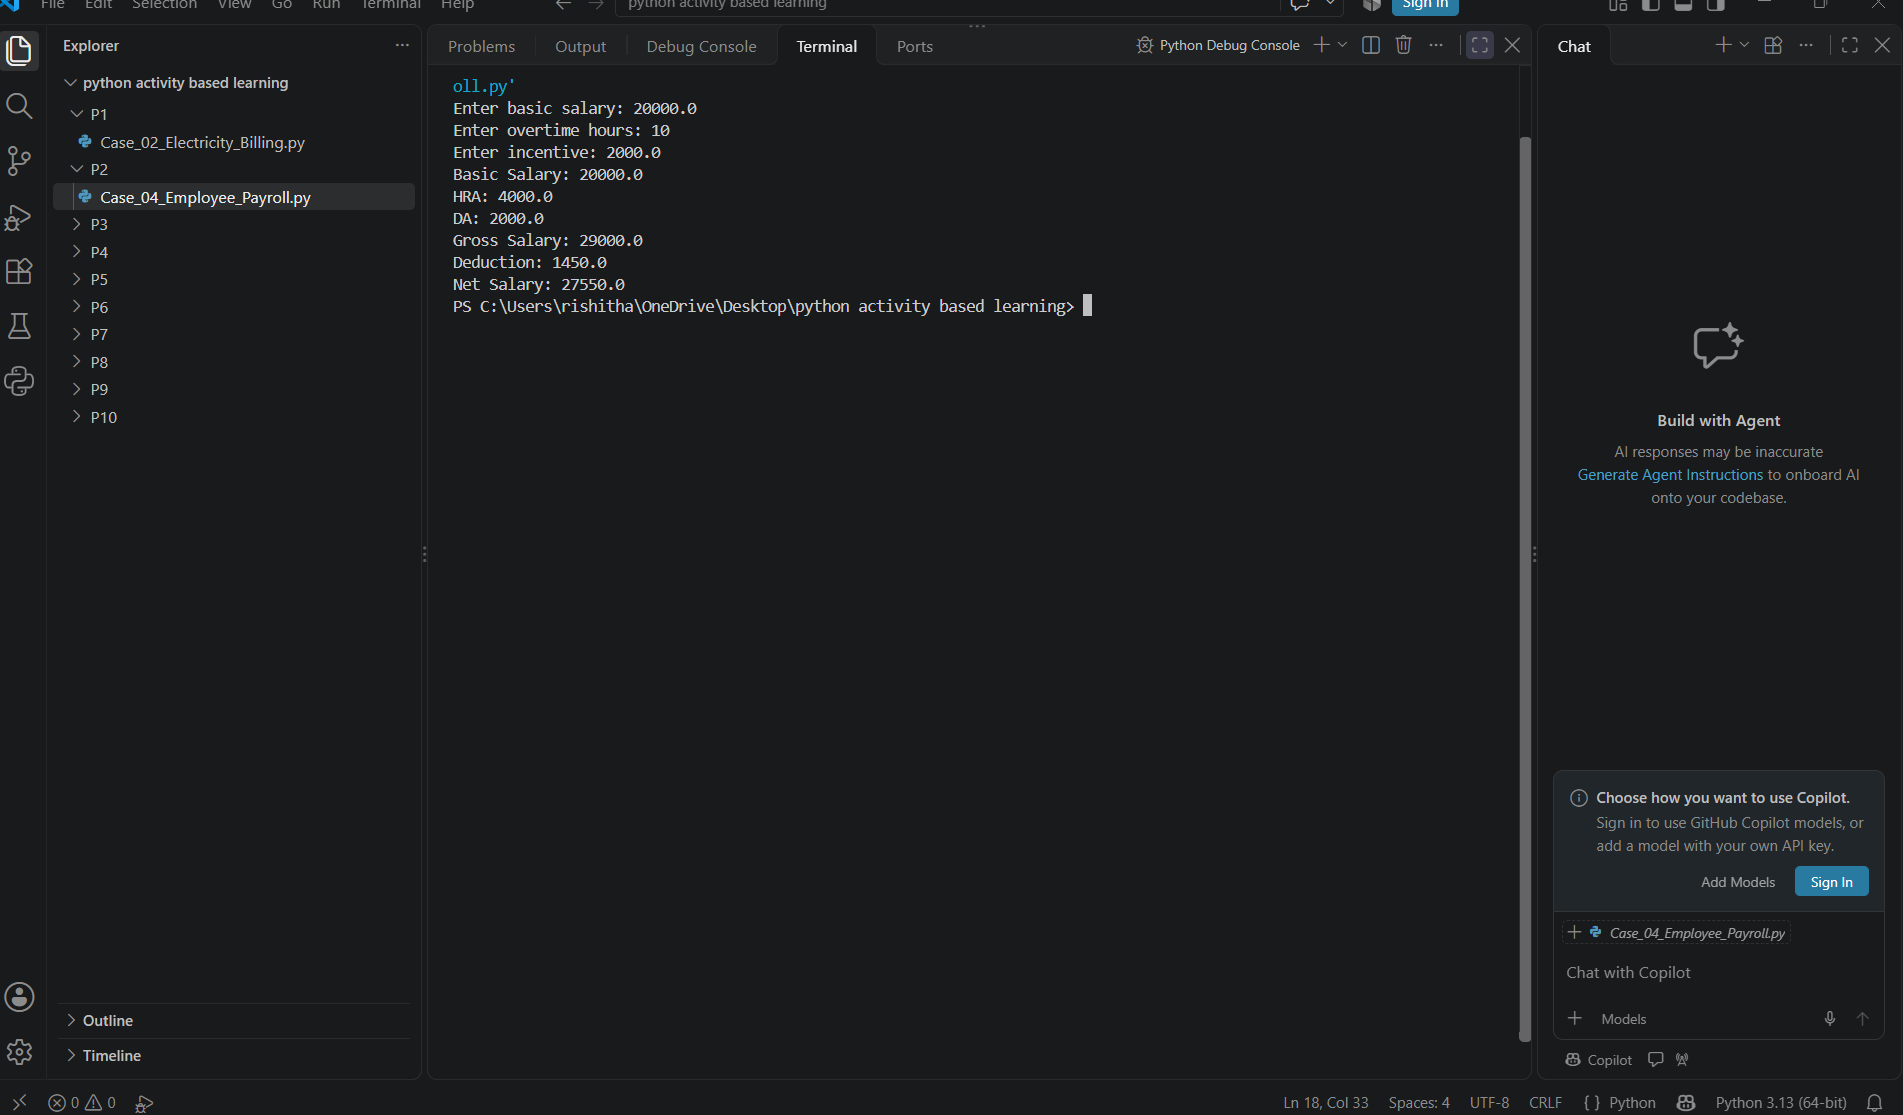 File Edit Selection View Go Run Terminal Help
python activity based learning
Sign In
Explorer
python activity based learning
P1
Case_02_Electricity_Billing.py
P2
Case_04_Employee_Payroll.py
P3
P4
P5
P6
P7
P8
P9
P10
Outline
Timeline
Problems Output Debug Console Terminal Ports
Python Debug Console
oll.py'
Enter basic salary: 20000.0
Enter overtime hours: 10
Enter incentive: 2000.0
Basic Salary: 20000.0
HRA: 4000.0
DA: 2000.0
Gross Salary: 29000.0
Deduction: 1450.0
Net Salary: 27550.0
PS C:\Users\rishitha\OneDrive\Desktop\python activity based learning>
Chat
Build with Agent
AI responses may be inaccurate
Generate Agent Instructions to onboard AI
onto your codebase.
Choose how you want to use Copilot.
Sign in to use GitHub Copilot models, or
add a model with your own API key.
Add Models Sign In
Case_04_Employee_Payroll.py
Chat with Copilot
Models
Copilot
0 0
Ln 18, Col 33 Spaces: 4 UTF-8 CRLF { } Python Python 3.13 (64-bit)